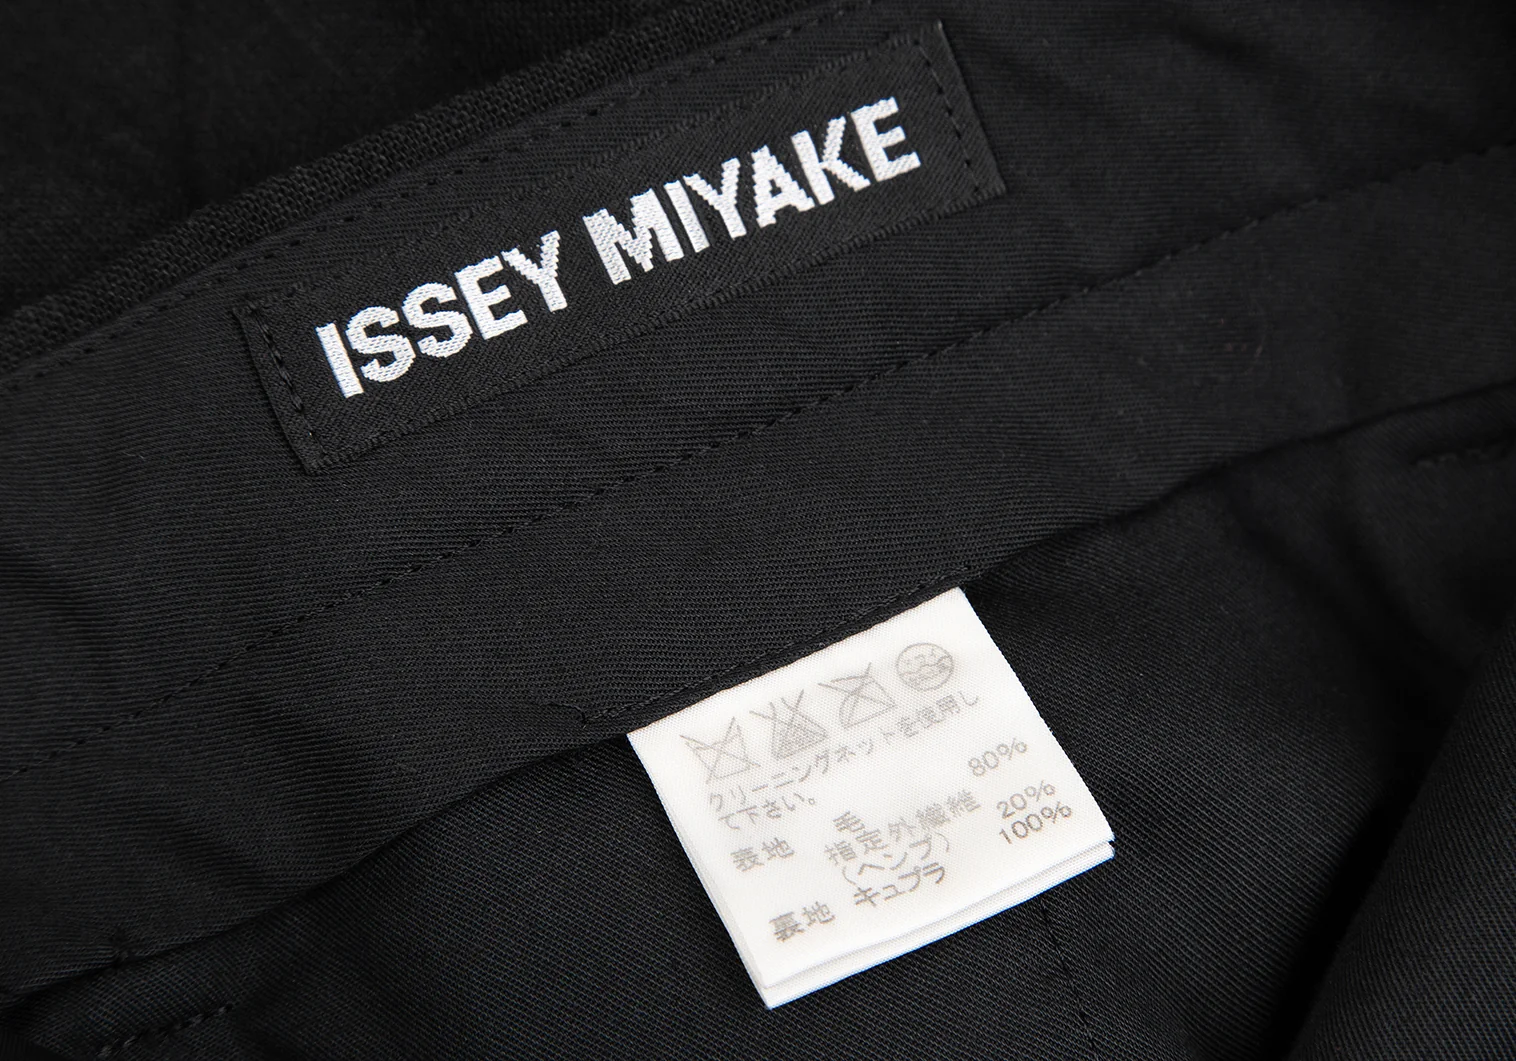 ISSEY MIYAKE
クリーニングネットを使用し
て下さい。
表地 毛 80%
指定外繊維 20%
(ヘンプ)
裏地 キュプラ 100%